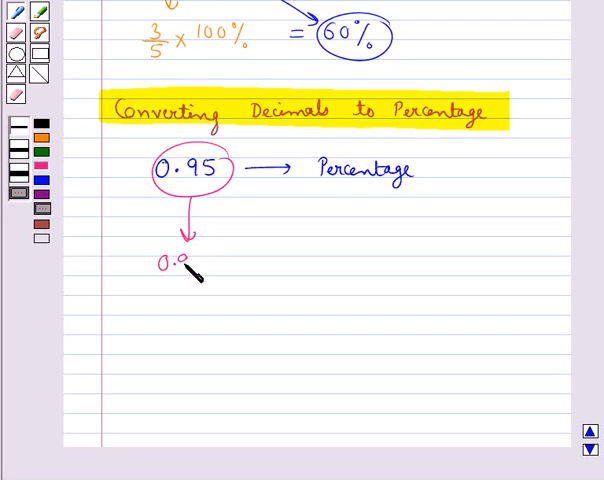 3/5 × 100% = 60%
Converting Decimals to Percentage
0.95 → Percentage
0.9